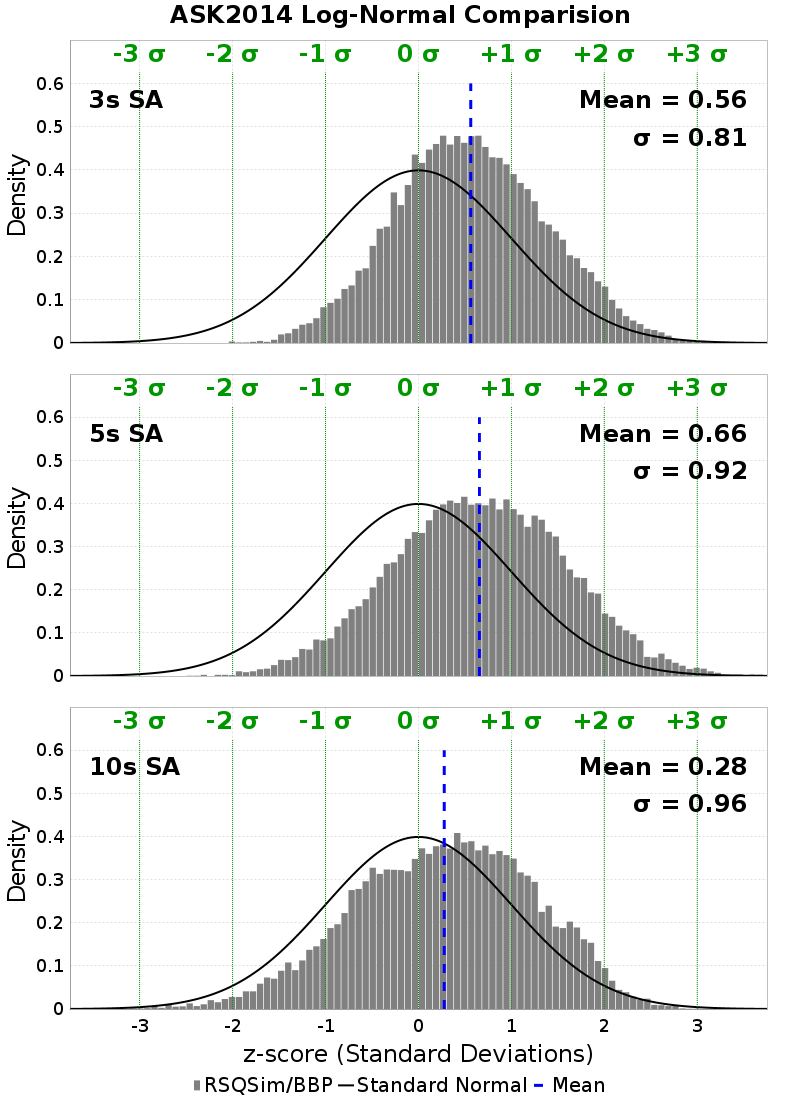 ASK2014 Log-Normal Comparision
-3 σ -2 σ -1 σ 0 σ +1 σ +2 σ +3 σ
3s SA
Mean = 0.56
σ = 0.81
Density
0.6
0.5
0.4
0.3
0.2
0.1
0
-3 σ -2 σ -1 σ 0 σ +1 σ +2 σ +3 σ
5s SA
Mean = 0.66
σ = 0.92
Density
0.6
0.5
0.4
0.3
0.2
0.1
0
-3 σ -2 σ -1 σ 0 σ +1 σ +2 σ +3 σ
10s SA
Mean = 0.28
σ = 0.96
Density
0.6
0.5
0.4
0.3
0.2
0.1
0
-3 -2 -1 0 1 2 3
z-score (Standard Deviations)
RSQSim/BBP Standard Normal Mean